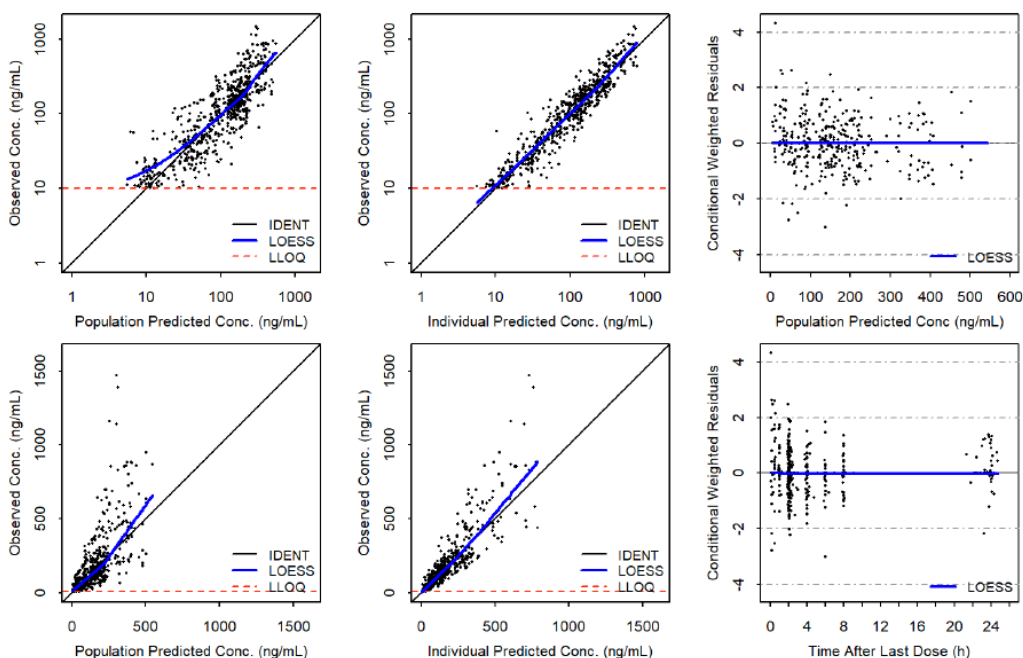 Observed Conc. (ng/mL)
1000
100
10
1
IDENT
LOESS
LLOQ
1 10 100 1000
Population Predicted Conc. (ng/mL)
Observed Conc. (ng/mL)
1000
100
10
1
IDENT
LOESS
LLOQ
1 10 100 1000
Individual Predicted Conc. (ng/mL)
Conditional Weighted Residuals
4
2
0
-2
-4
LOESS
0 100 200 300 400 500 600
Population Predicted Conc (ng/mL)
Observed Conc. (ng/mL)
1500
1000
500
0
IDENT
LOESS
LLOQ
0 500 1000 1500
Population Predicted Conc. (ng/mL)
Observed Conc. (ng/mL)
1500
1000
500
0
IDENT
LOESS
LLOQ
0 500 1000 1500
Individual Predicted Conc. (ng/mL)
Conditional Weighted Residuals
4
2
0
-2
-4
LOESS
0 2 4 6 8 12 16 20 24
Time After Last Dose (h)